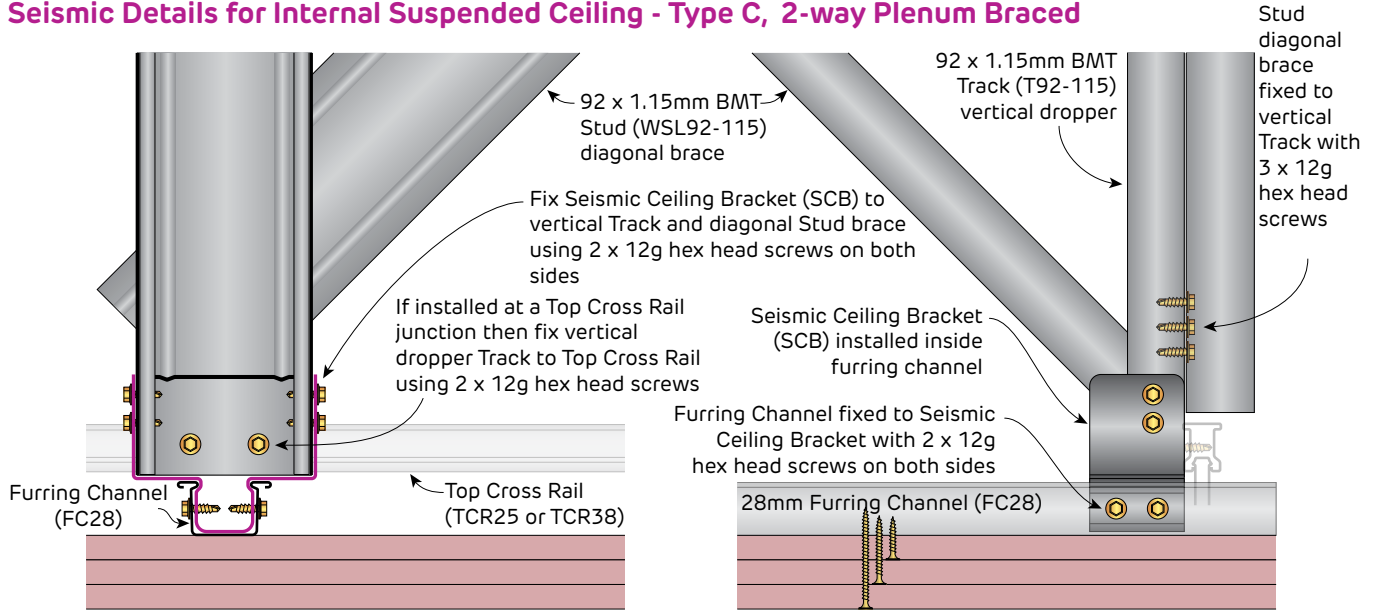 Seismic Details for Internal Suspended Ceiling - Type C, 2-way Plenum Braced
92 x 1.15mm BMT
Stud (WSL92-115)
diagonal brace
Fix Seismic Ceiling Bracket (SCB) to
vertical Track and diagonal Stud brace
using 2 x 12g hex head screws on both
sides
If installed at a Top Cross Rail
junction then fix vertical
dropper Track to Top Cross Rail
using 2 x 12g hex head screws
Furring Channel
(FC28)
Top Cross Rail
(TCR25 or TCR38)
92 x 1.15mm BMT
Track (T92-115)
vertical dropper
Stud
diagonal
brace
fixed to
vertical
Track with
3 x 12g
hex head
screws
Seismic Ceiling Bracket
(SCB) installed inside
furring channel
Furring Channel fixed to Seismic
Ceiling Bracket with 2 x 12g
hex head screws on both sides
28mm Furring Channel (FC28)